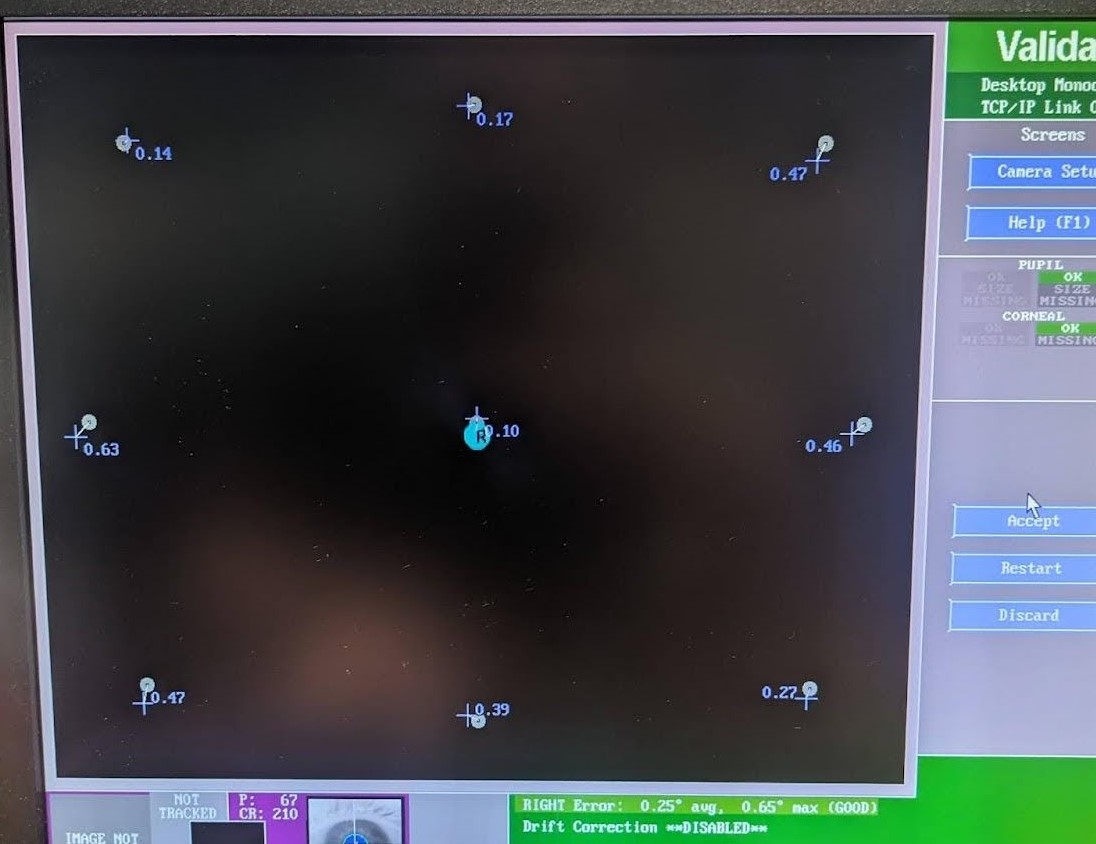 Valida
Desktop Monoc
TCP/IP Link
Screens
Camera Setu
Help (F1)
PUPIL
OK OK
SIZE SIZE
MISSING MISSING
CORNEAL
OK OK
MISSING MISSING
Accept
Restart
Discard
0.17
0.14
0.47
0.10
R
0.63
0.46
0.47
0.39
0.27
NOT
TRACKED
P: 67
CR: 210
IMAGE NOT
RIGHT Error: 0.25° avg, 0.65° max (GOOD)
Drift Correction **DISABLED**